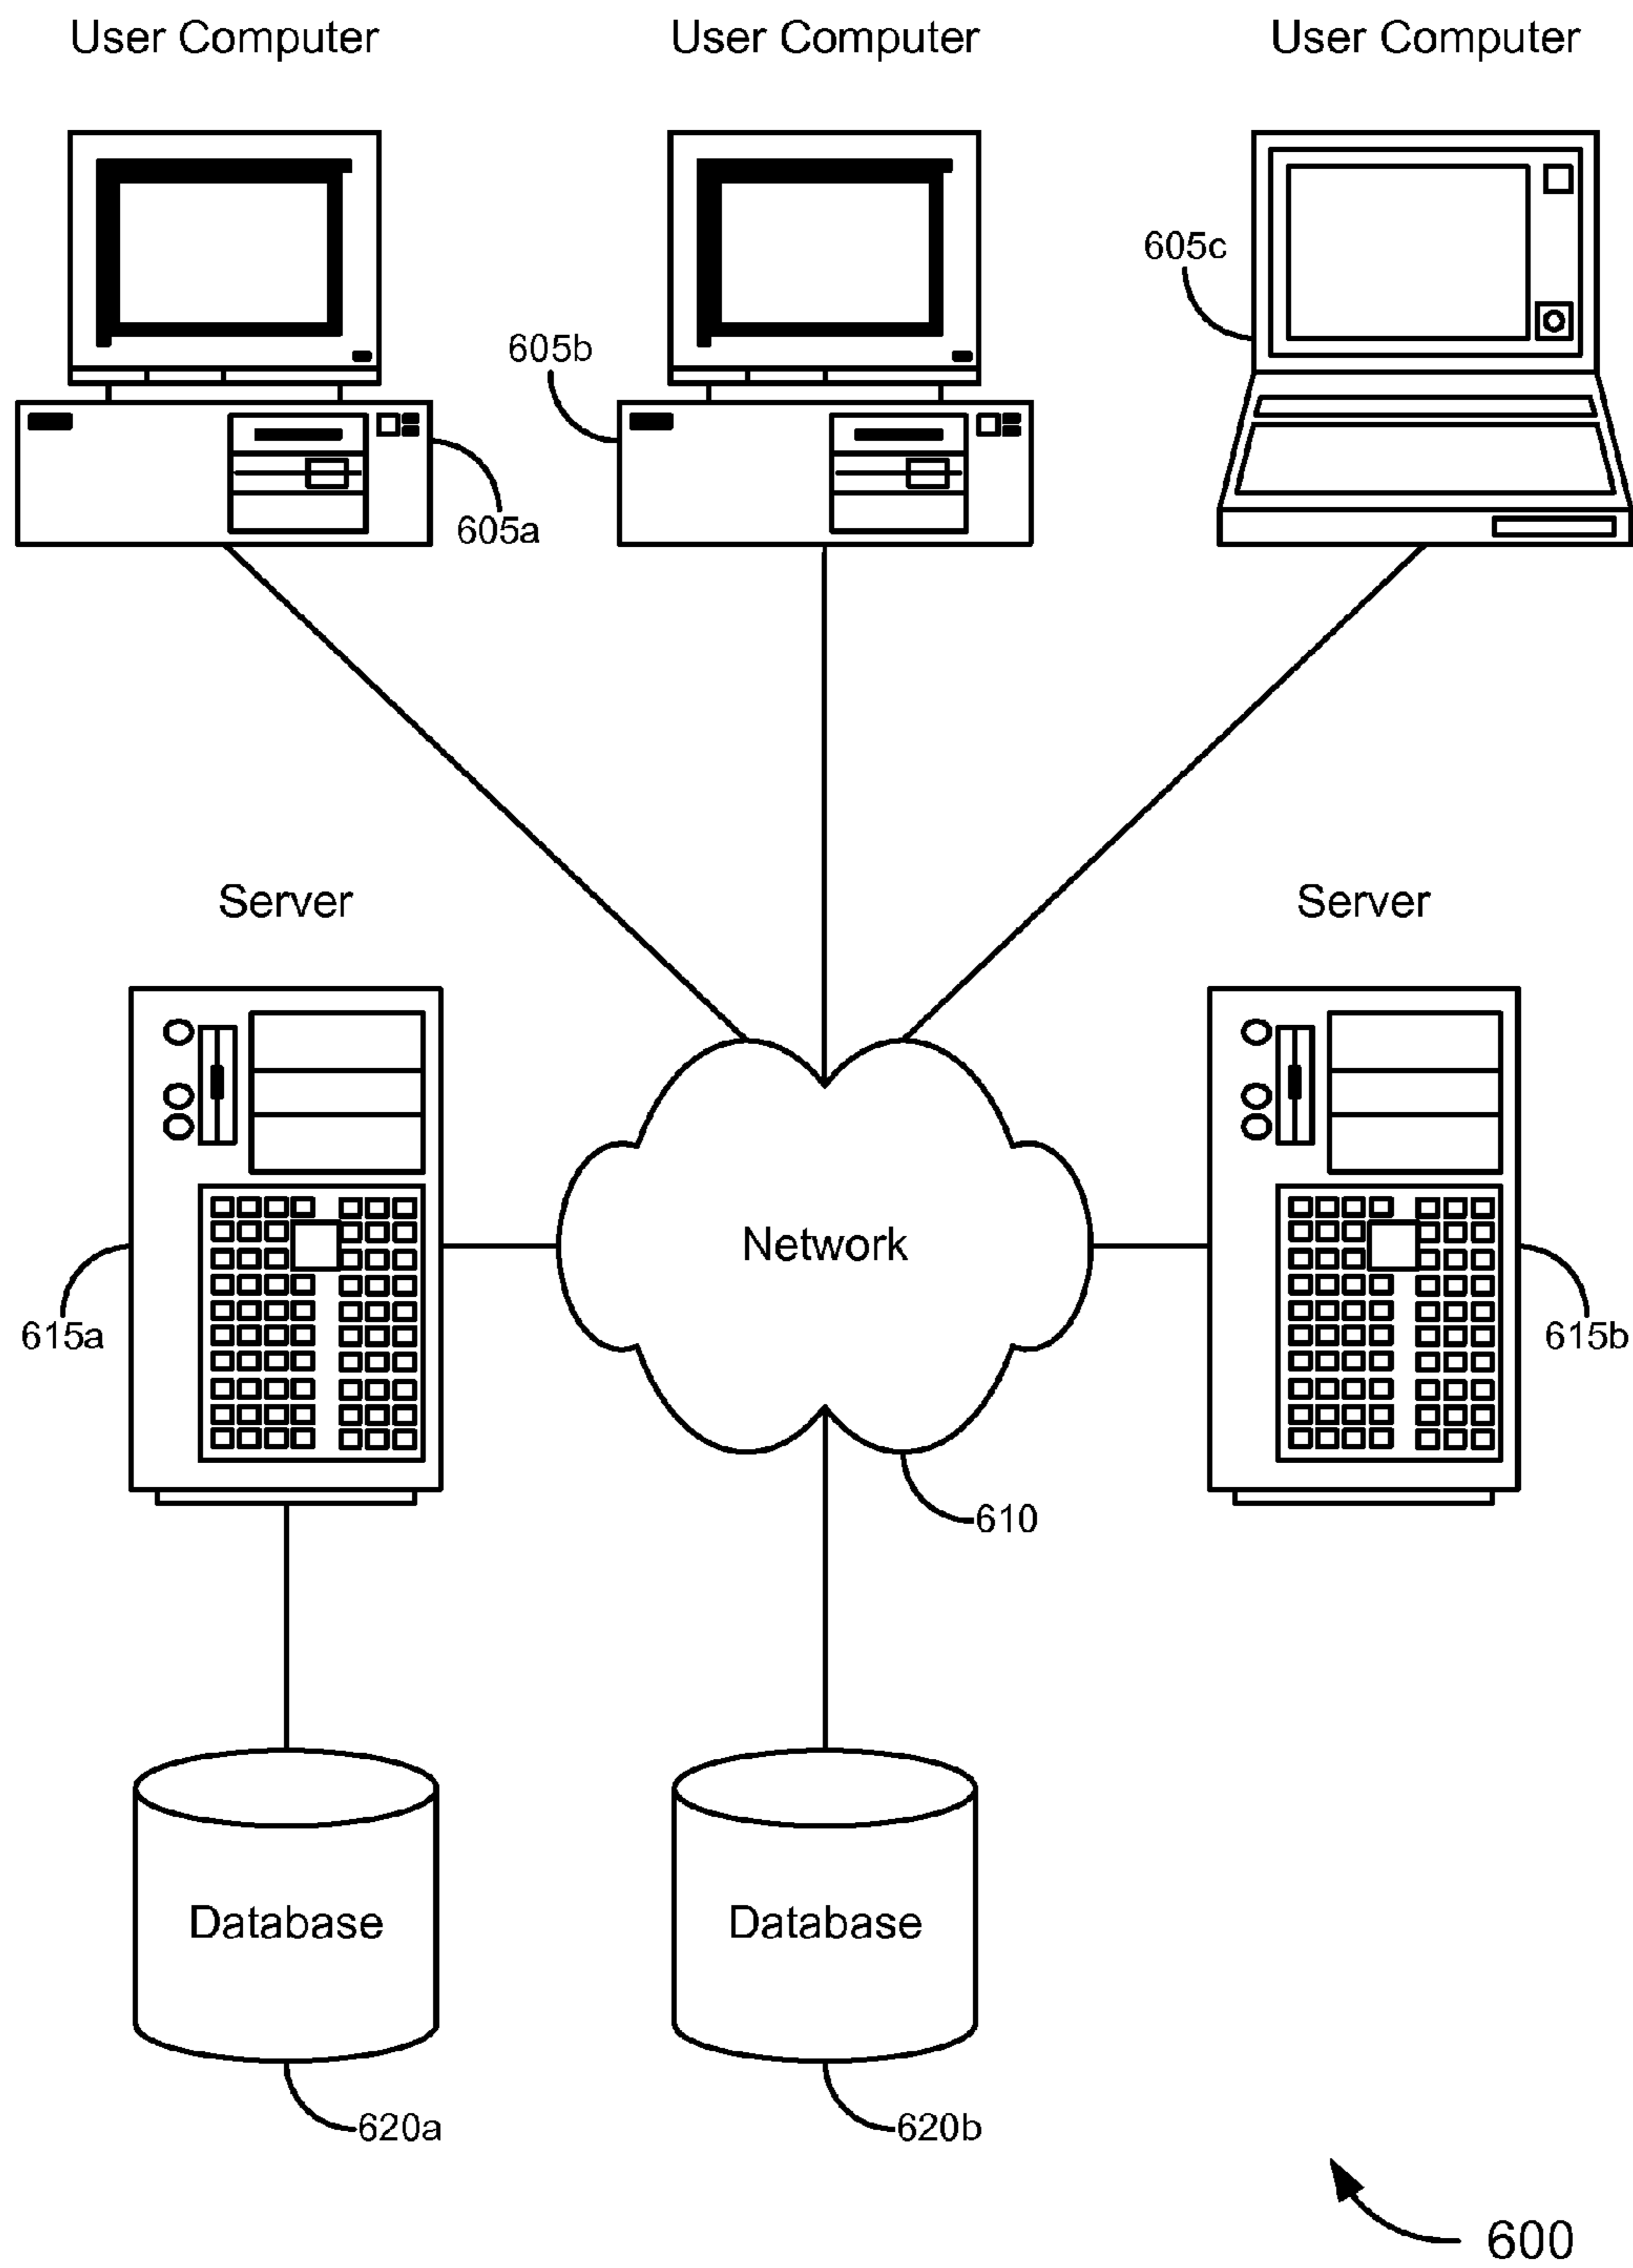 User Computer
User Computer
User Computer
605c
605b
605a
Server
Server
Network
615a
615b
610
Database
Database
620a
620b
600